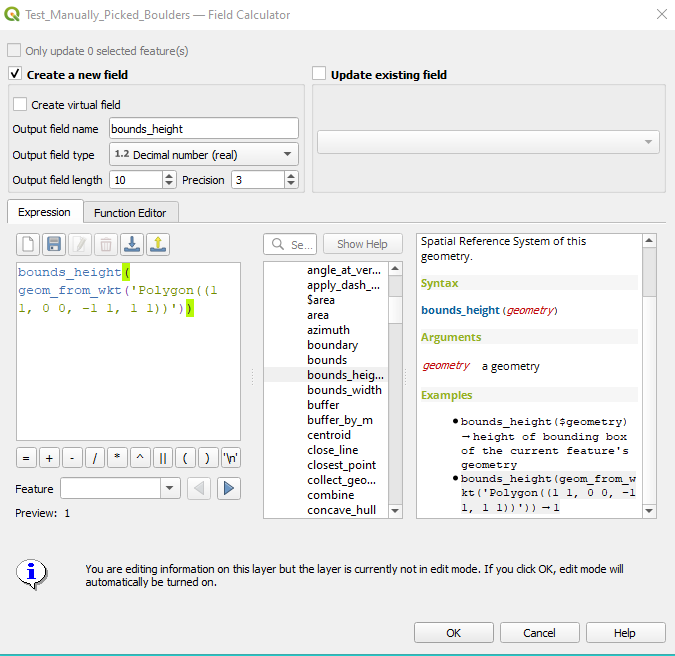 Test_Manually_Picked_Boulders — Field Calculator
Only update 0 selected feature(s)
Create a new field
Update existing field
Create virtual field
Output field name bounds_height
Output field type 1.2 Decimal number (real)
Output field length 10 Precision 3
Expression Function Editor
Se... Show Help
bounds_height(
geom_from_wkt('Polygon((1
1, 0 0, -1 1, 1 1))'))
= + - / * ^ || ( ) '\n'
Feature
Preview: 1
angle_at_ver...
apply_dash_...
$area
area
azimuth
boundary
bounds
bounds_heig...
bounds_width
buffer
buffer_by_m
centroid
close_line
closest_point
collect_geo...
combine
concave_hull
Spatial Reference System of this
geometry.
Syntax
bounds_height (geometry)
Arguments
geometry a geometry
Examples
bounds_height($geometry)
→ height of bounding box
of the current feature's
geometry
bounds_height(geom_from_w
kt('Polygon((1 1, 0 0, -1
1, 1 1))')) → 1
You are editing information on this layer but the layer is currently not in edit mode. If you click OK, edit mode will
automatically be turned on.
OK Cancel Help